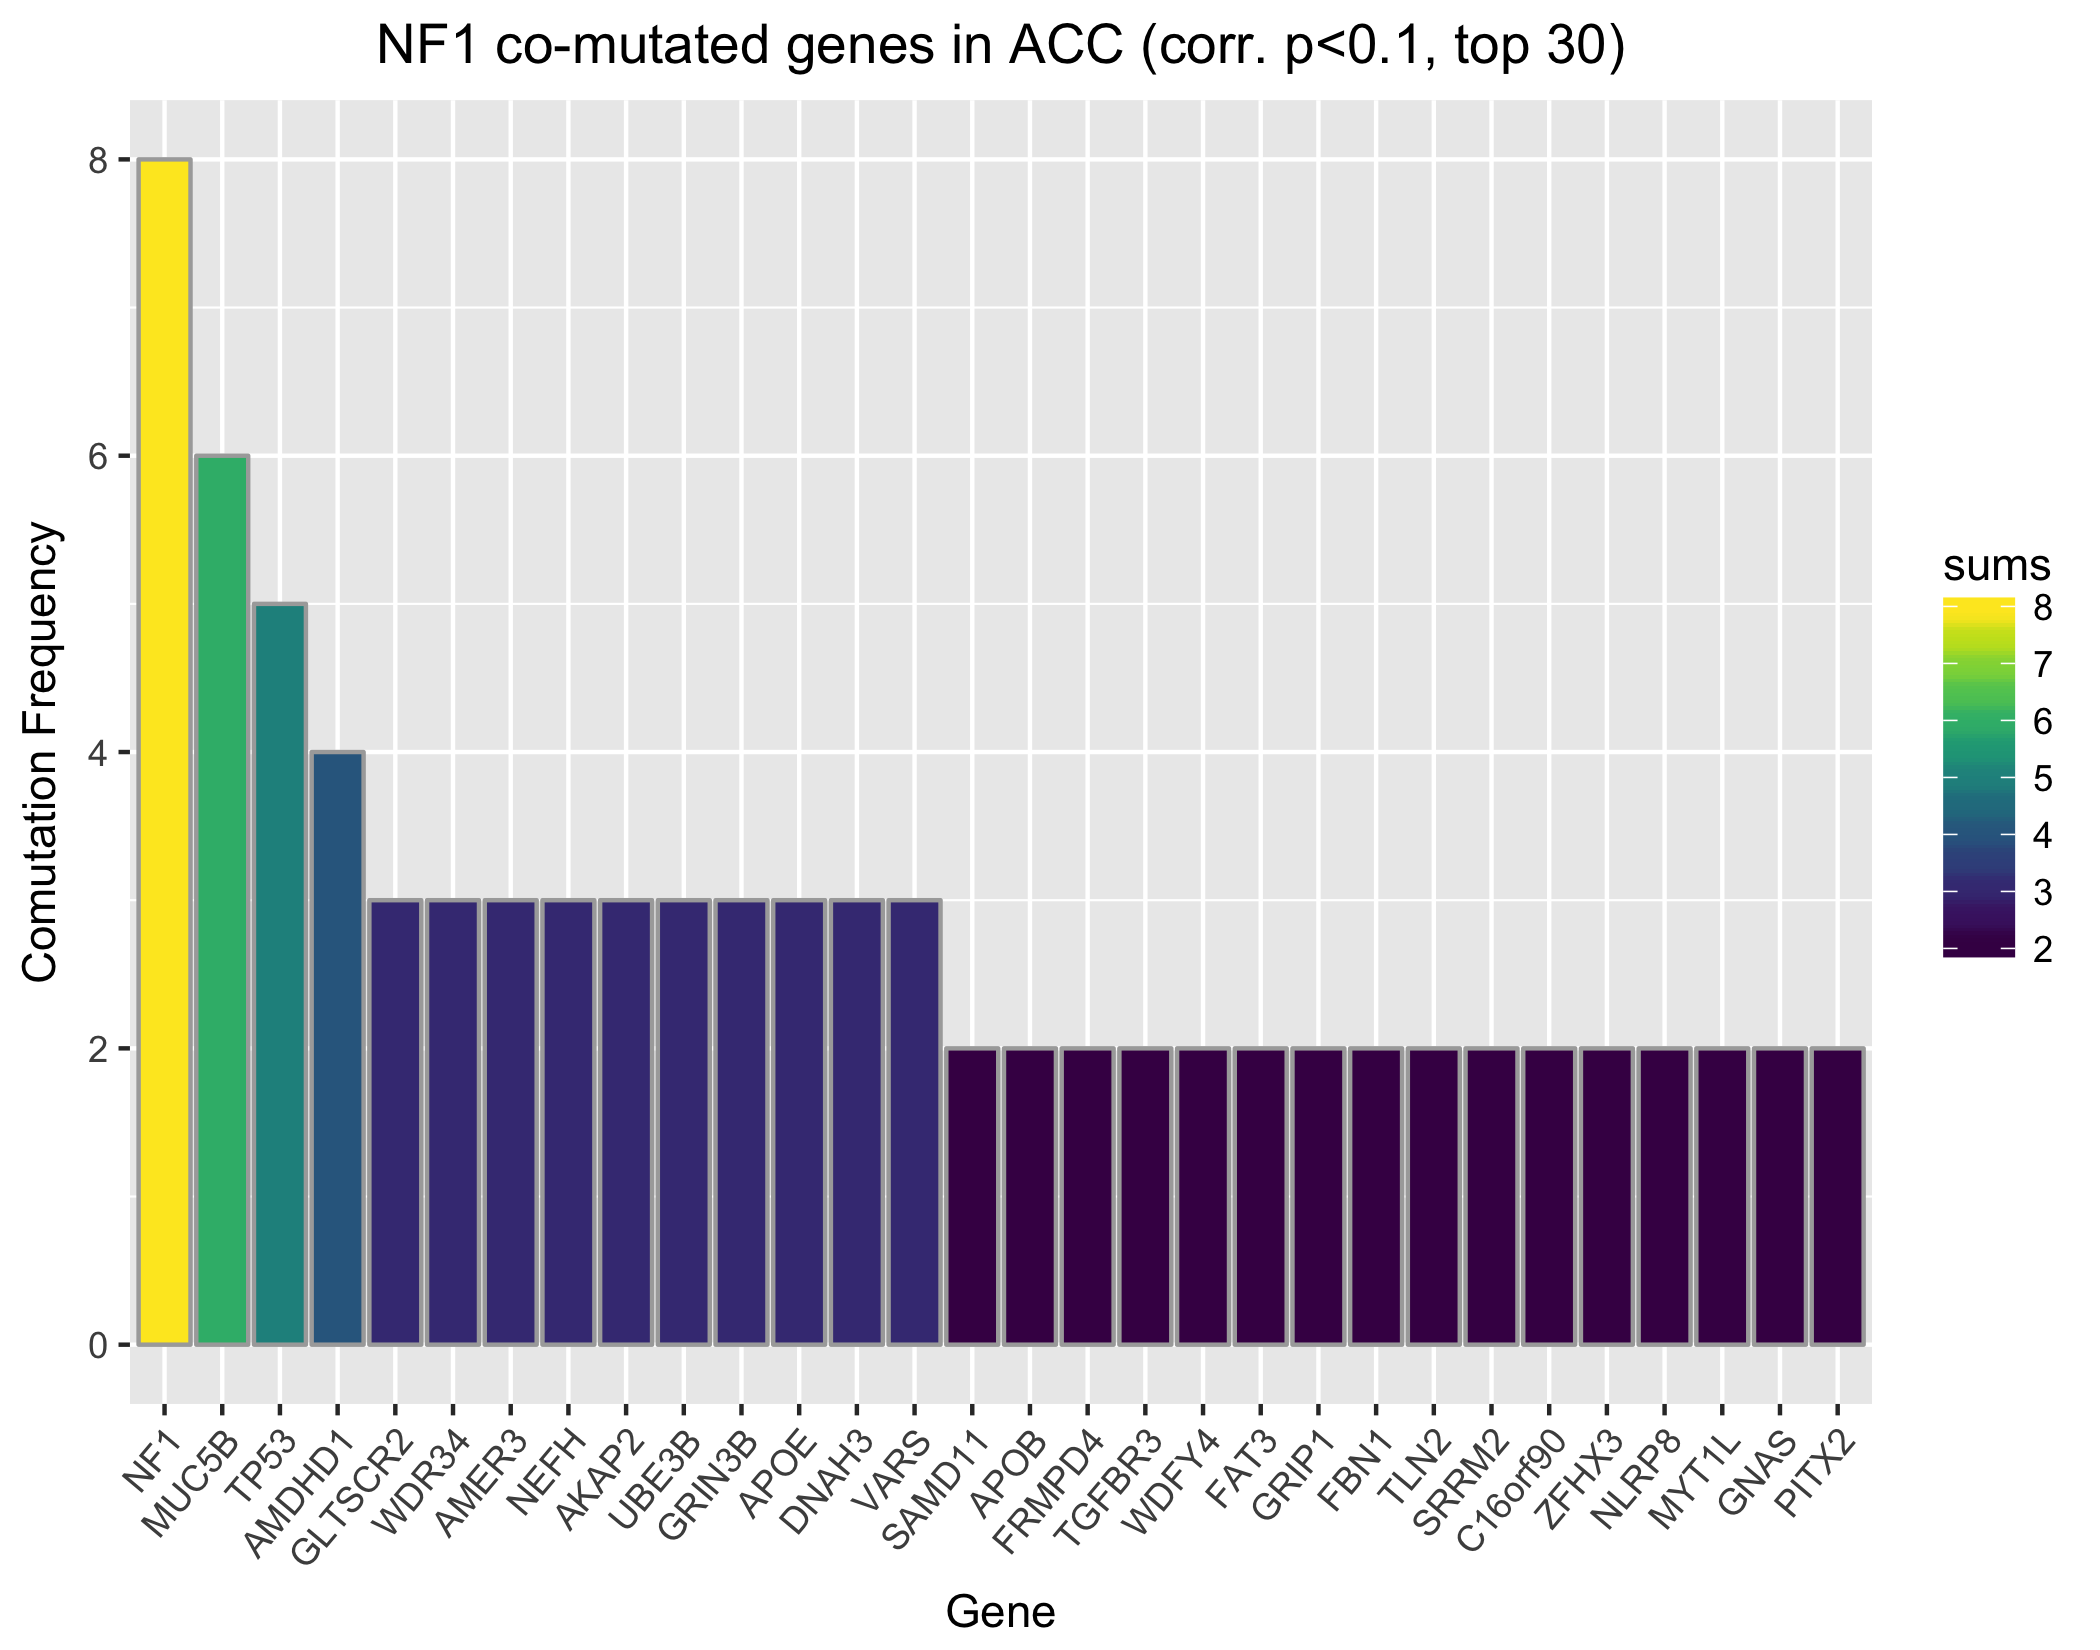 NF1 co-mutated genes in ACC (corr. p<0.1, top 30)
Comutation Frequency
8
6
4
2
0
NF1
MUC5B
TP53
AMDHD1
GLTSCR2
WDR34
AMER3
NEFH
AKAP2
UBE3B
GRIN3B
APOE
DNAH3
VARS
SAMD11
APOB
FRMPD4
TGFBR3
WDFY4
FAT3
GRIP1
FBN1
TLN2
SRRM2
C16orf90
ZFHX3
NLRP8
MYT1L
GNAS
PITX2
Gene
sums
8
7
6
5
4
3
2